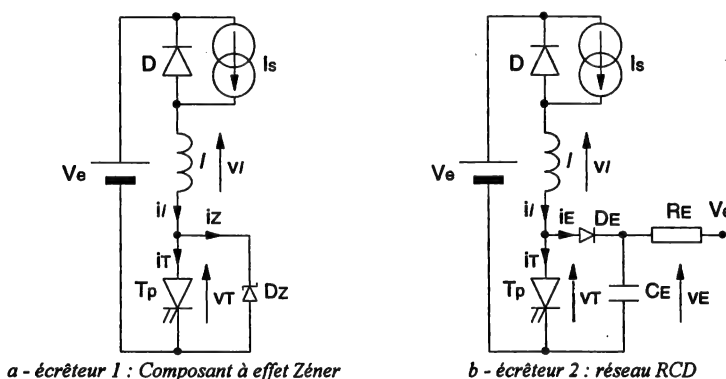 D
Is
Ve
l
vl
il
iz
iT
Tp
vT
Dz
a - écrêteur 1 : Composant à effet Zéner
D
Is
Ve
l
vl
il
iE
DE
RE
iT
Tp
vT
CE
vE
b - écrêteur 2 : réseau RCD